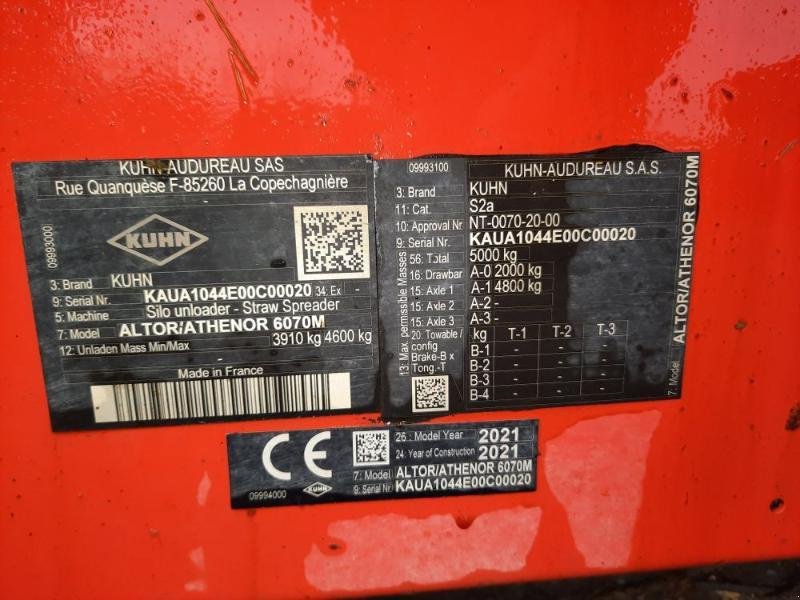 KUHN-AUDUREAU SAS
Rue Quanquèse F-85260 La Copechagnière
09993000
KUHN
3: Brand KUHN
9: Serial Nr. KAUA1044E00C00020 34: Ex -
5: Machine Silo unloader - Straw Spreader
7: Model ALTOR/ATHENOR 6070M
12: Unladen Mass Min/Max 3910 kg 4600 kg
Made in France
09993100 KUHN-AUDUREAU S.A.S.
3: Brand KUHN
11: Cat. S2a
10: Approval Nr NT-0070-20-00
9: Serial Nr. KAUA1044E00C00020
13: Max. permissible Masses
56: Total 5000 kg
16: Drawbar A-0 2000 kg
15: Axle 1 A-1 4800 kg
15: Axle 2 A-2 -
15: Axle 3 A-3 -
20: Towable / config Brake-B x Tong.-T
kg T-1 T-2 T-3
B-1 - - -
B-2 - - -
B-3 - - -
B-4 - - -
7: Model ALTOR/ATHENOR 6070M
CE
09994000
KUHN
26: Model Year 2021
24: Year of Construction 2021
7: Model ALTOR/ATHENOR 6070M
9: Serial Nr KAUA1044E00C00020